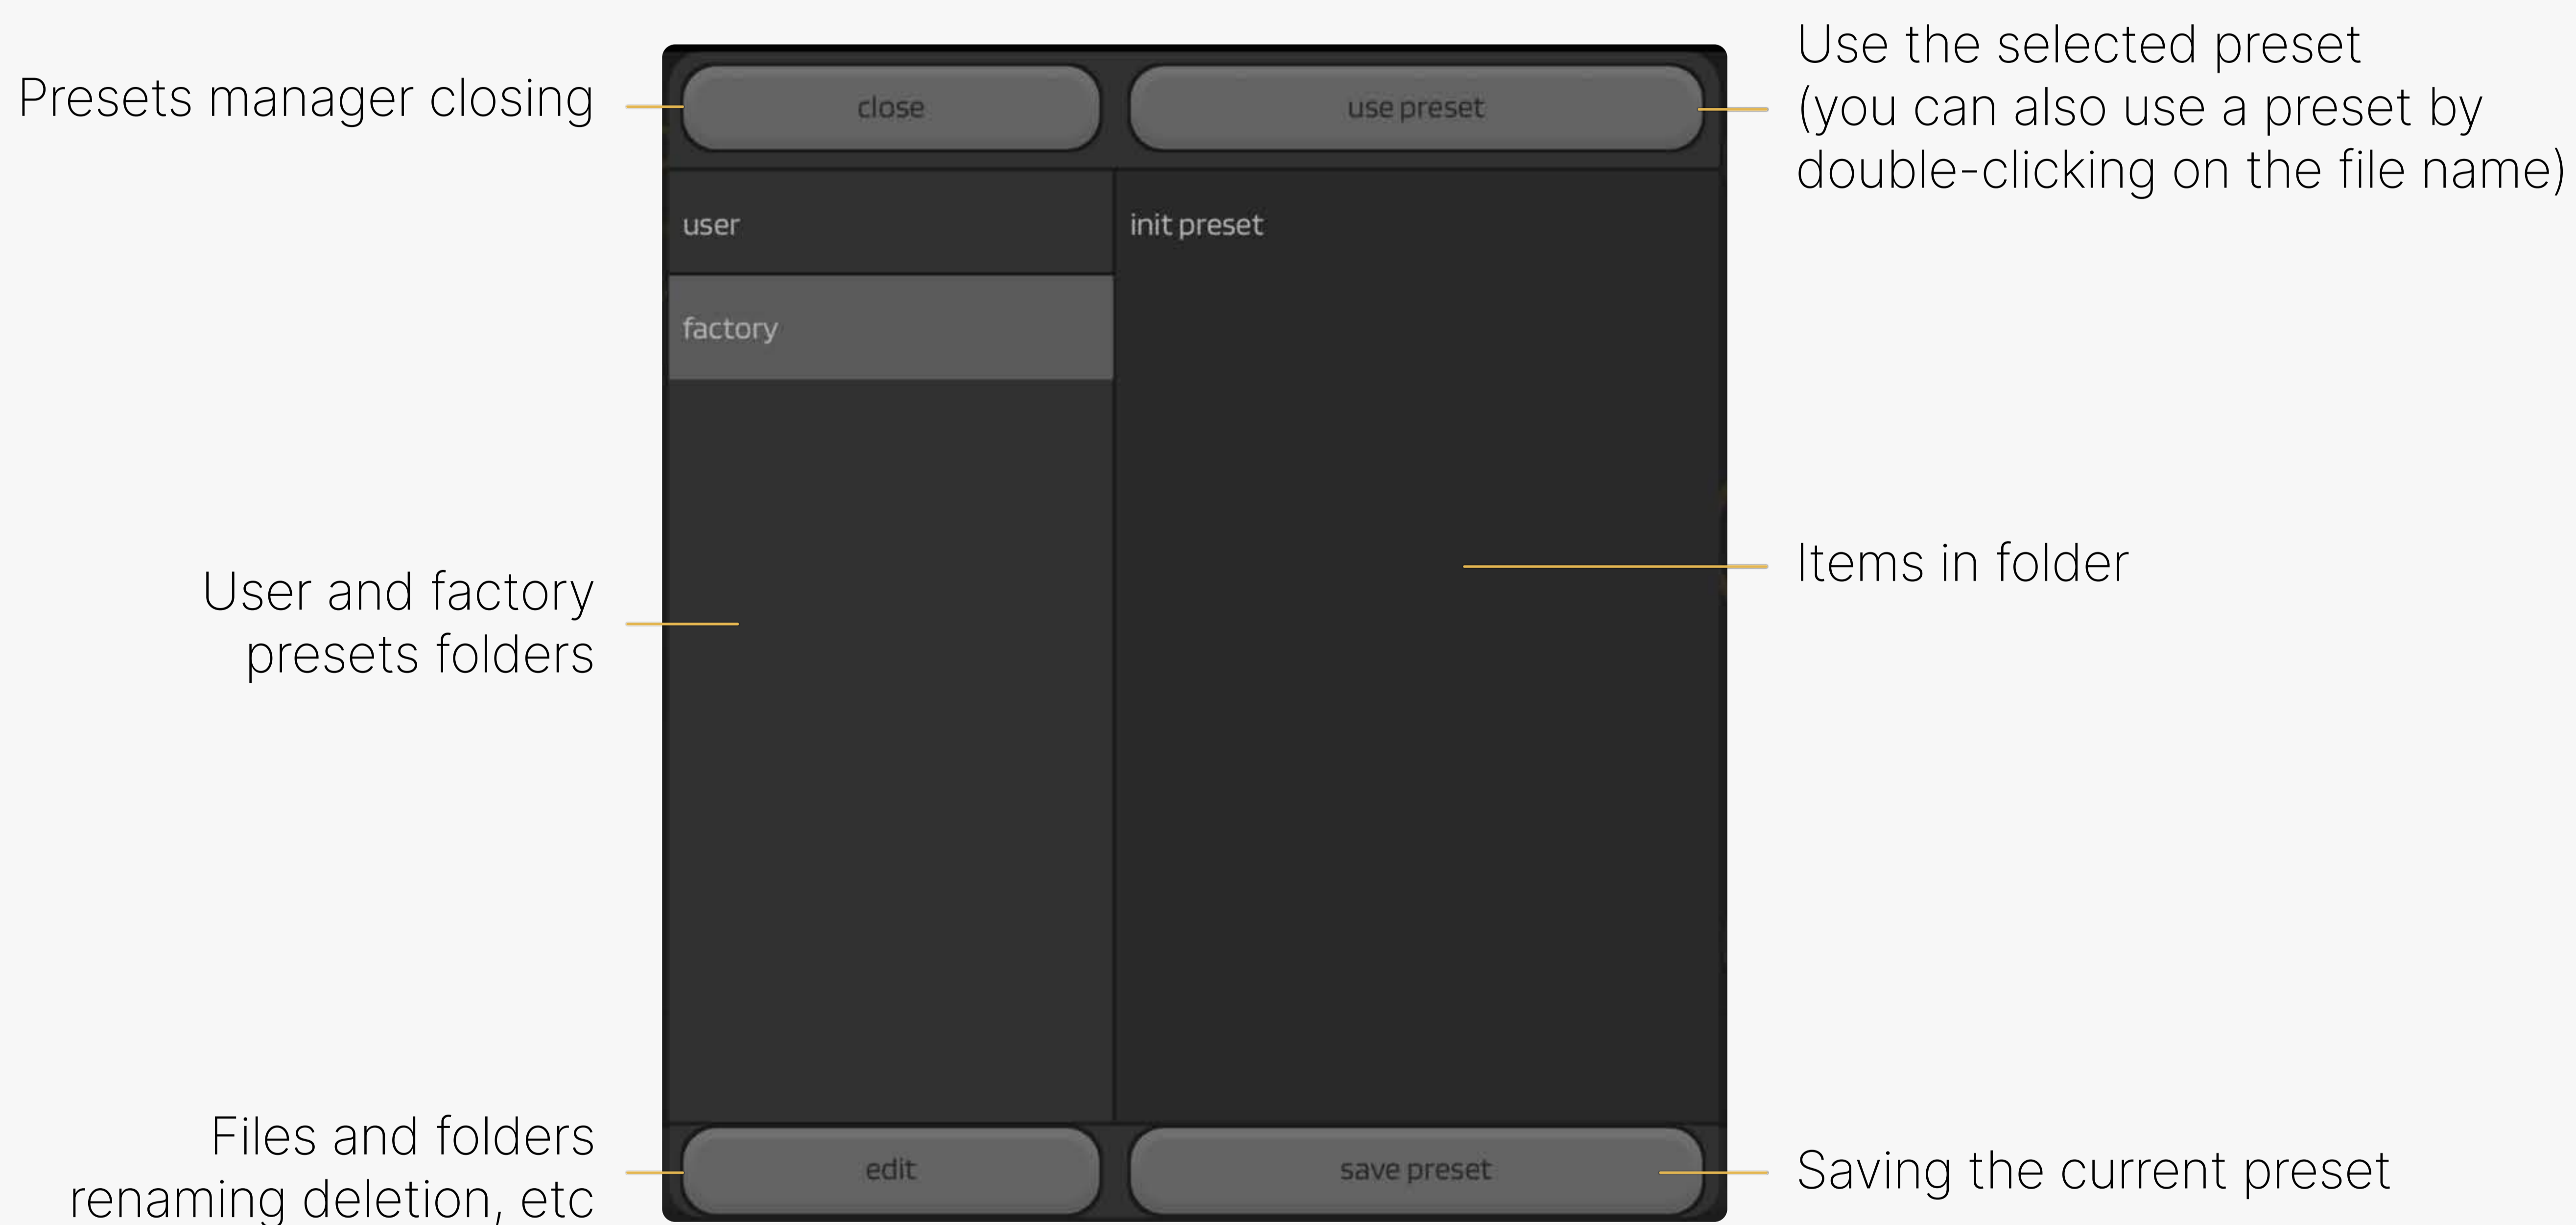 Presets manager closing
close
use preset
Use the selected preset
(you can also use a preset by
double-clicking on the file name)
user
init preset
factory
User and factory
presets folders
Items in folder
Files and folders
renaming deletion, etc
edit
save preset
Saving the current preset